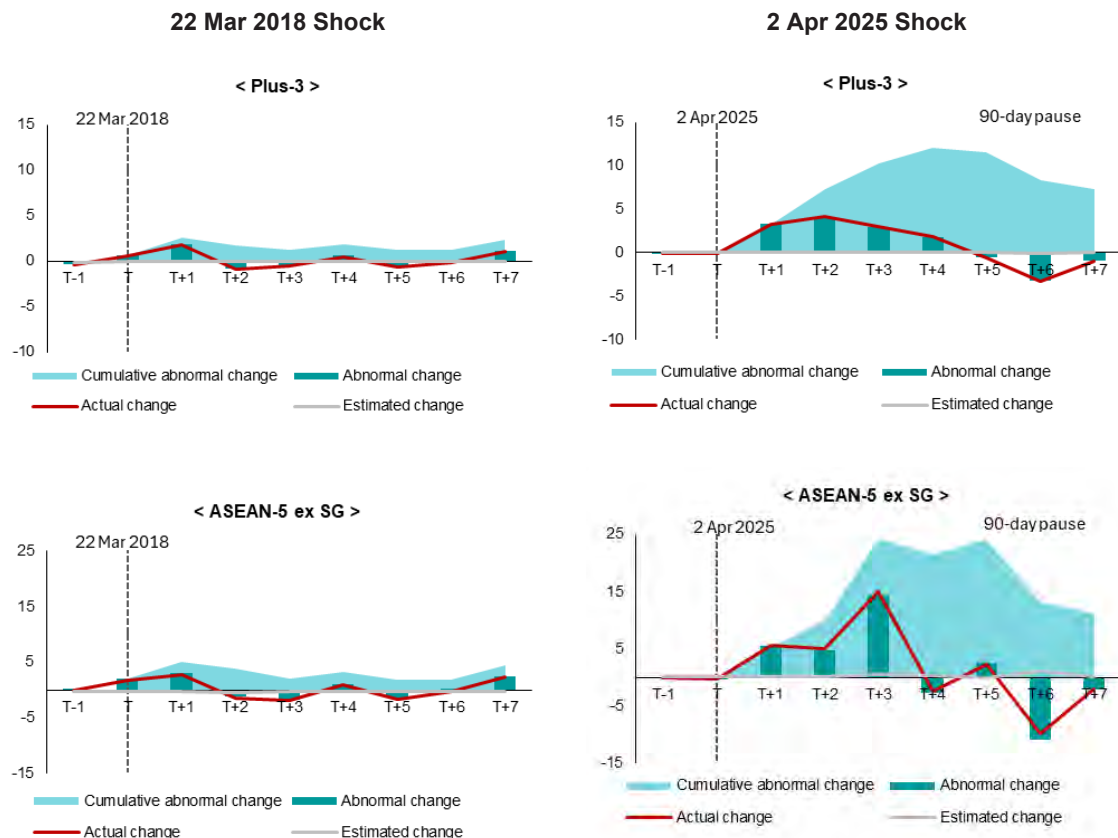 22 Mar 2018 Shock
2 Apr 2025 Shock
< Plus-3 >
22 Mar 2018
15
10
5
0
-5
-10
T-1 T T+1 T+2 T+3 T+4 T+5 T+6 T+7
Cumulative abnormal change Abnormal change
Actual change Estimated change
< Plus-3 >
2 Apr 2025 90-day pause
15
10
5
0
-5
-10
T-1 T T+1 T+2 T+3 T+4 T+5 T+6 T+7
Cumulative abnormal change Abnormal change
Actual change Estimated change
< ASEAN-5 ex SG >
22 Mar 2018
25
15
5
-5
-15
T-1 T T+1 T+2 T+3 T+4 T+5 T+6 T+7
Cumulative abnormal change Abnormal change
Actual change Estimated change
< ASEAN-5 ex SG >
2 Apr 2025 90-day pause
25
15
5
-5
-15
T-1 T T+1 T+2 T+3 T+4 T+5 T+6 T+7
Cumulative abnormal change Abnormal change
Actual change Estimated change